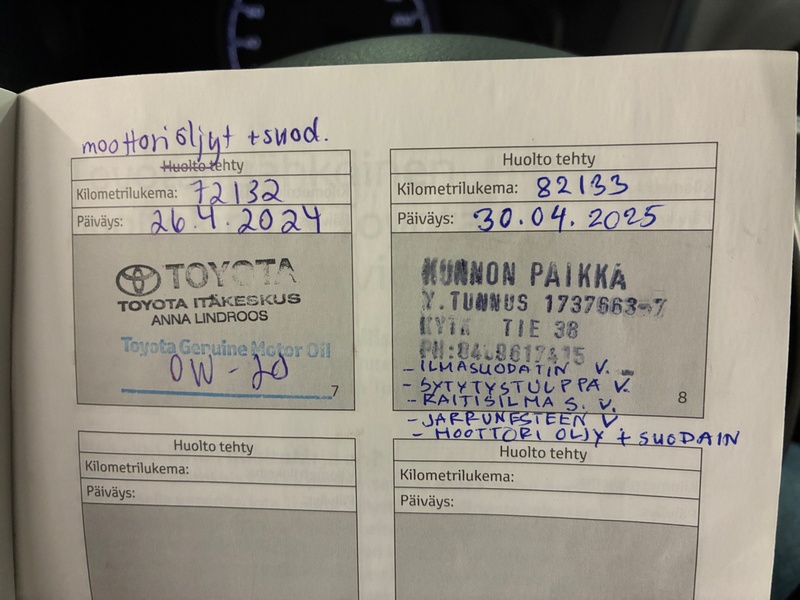 moottoriöljyt + suod.
Huolto tehty
Kilometrilukema: 72132
Päiväys: 26.4.2024
TOYOTA
TOYOTA ITÄKESKUS
ANNA LINDROOS
Toyota Genuine Motor Oil
0W-20
7
Huolto tehty
Kilometrilukema: 82133
Päiväys: 30.04.2025
KUNNON PAIKKA
Y.TUNNUS 1737663-7
TIE 38
- ILMASUODATIN V.
- SYTYTYSTULPPA V.
- RAITISILMA S. V.
- JARRUNESTEEN V
- MOOTTORI ÖLJY + SUODAIN
8
Huolto tehty
Kilometrilukema:
Päiväys:
Huolto tehty
Kilometrilukema:
Päiväys: